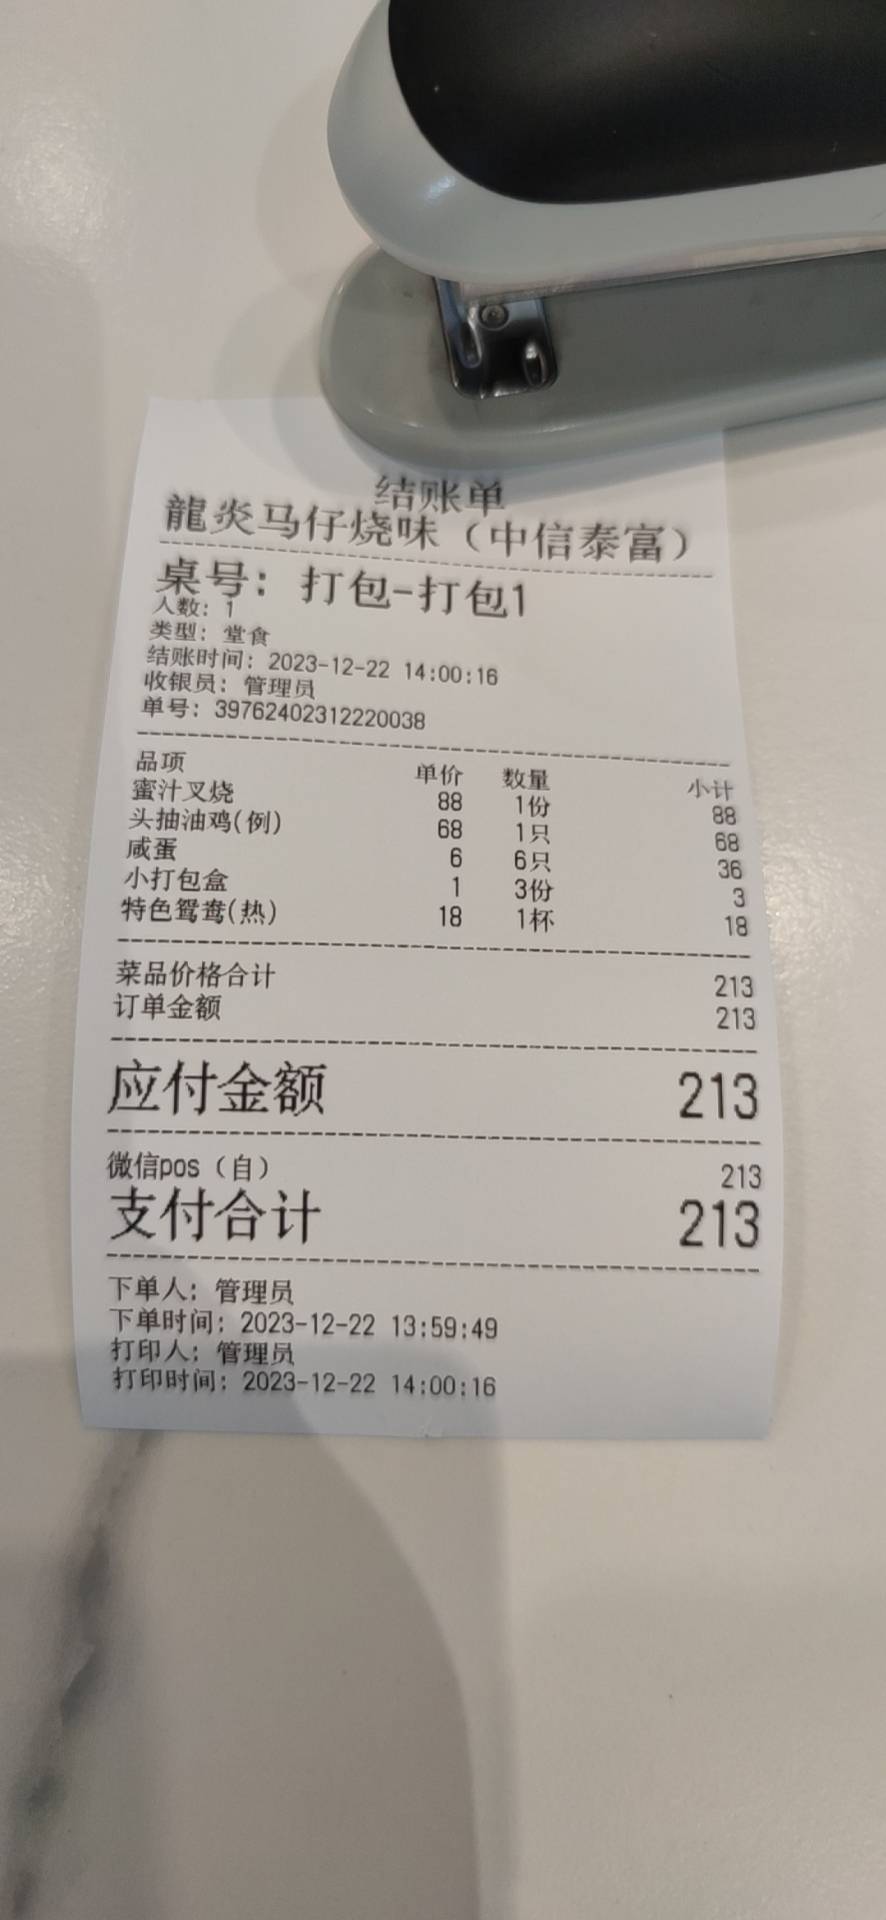 结账单
龍炎马仔烧味（中信泰富）
桌号：打包-打包1
人数：1
类型：堂食
结账时间：2023-12-22 14:00:16
收银员：管理员
单号：39762402312220038
品项 单价 数量 小计
蜜汁叉烧 88 1份 88
头抽油鸡(例) 68 1只 68
咸蛋 6 6只 36
小打包盒 1 3份 3
特色鸳鸯(热) 18 1杯 18
菜品价格合计 213
订单金额 213
应付金额 213
微信pos（自） 213
支付合计 213
下单人：管理员
下单时间：2023-12-22 13:59:49
打印人：管理员
打印时间：2023-12-22 14:00:16